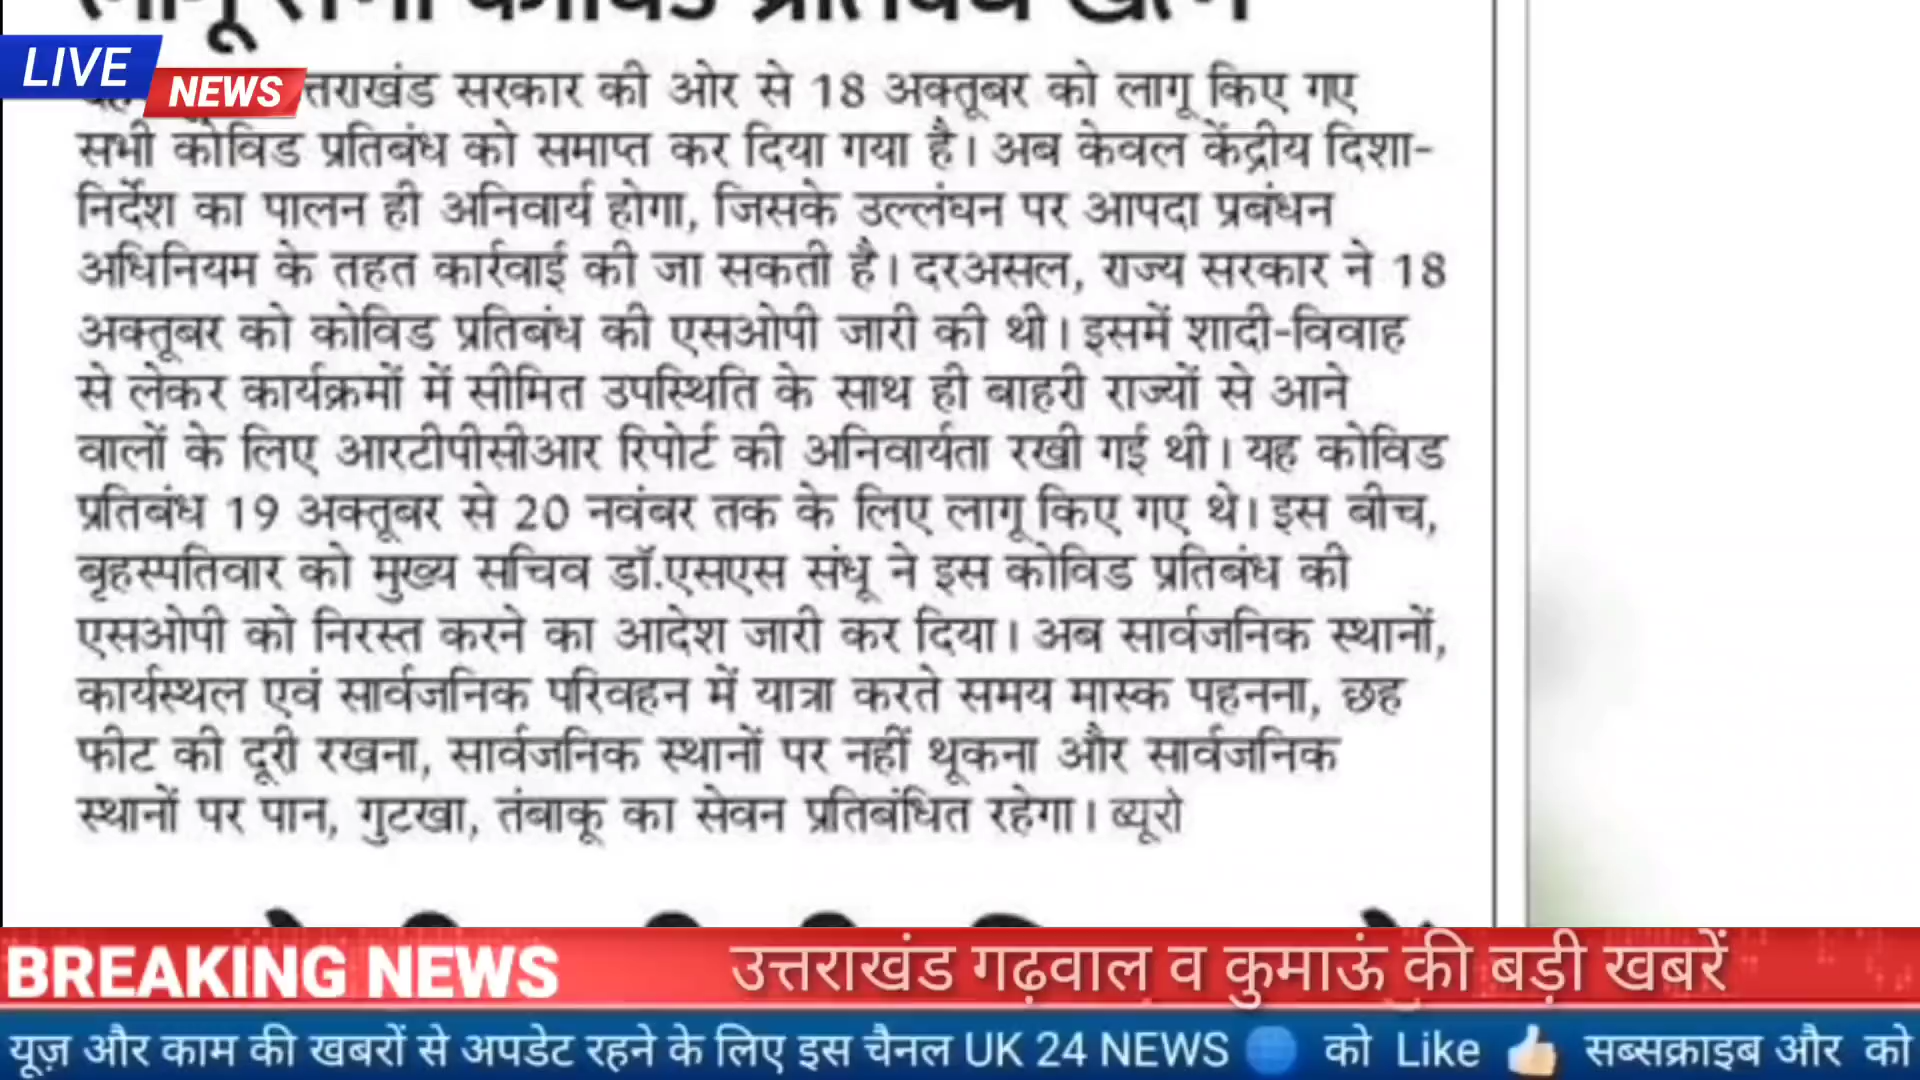 लागू सभी कोविड प्रतिबंध खत्म
LIVE
NEWS
त्तराखंड सरकार की ओर से 18 अक्तूबर को लागू किए गए
सभी कोविड प्रतिबंध को समाप्त कर दिया गया है। अब केवल केंद्रीय दिशा-
निर्देश का पालन ही अनिवार्य होगा, जिसके उल्लंघन पर आपदा प्रबंधन
अधिनियम के तहत कार्रवाई की जा सकती है। दरअसल, राज्य सरकार ने 18
अक्तूबर को कोविड प्रतिबंध की एसओपी जारी की थी। इसमें शादी-विवाह
से लेकर कार्यक्रमों में सीमित उपस्थिति के साथ ही बाहरी राज्यों से आने
वालों के लिए आरटीपीसीआर रिपोर्ट की अनिवार्यता रखी गई थी। यह कोविड
प्रतिबंध 19 अक्तूबर से 20 नवंबर तक के लिए लागू किए गए थे। इस बीच,
बृहस्पतिवार को मुख्य सचिव डॉ.एसएस संधू ने इस कोविड प्रतिबंध की
एसओपी को निरस्त करने का आदेश जारी कर दिया। अब सार्वजनिक स्थानों,
कार्यस्थल एवं सार्वजनिक परिवहन में यात्रा करते समय मास्क पहनना, छह
फीट की दूरी रखना, सार्वजनिक स्थानों पर नहीं थूकना और सार्वजनिक
स्थानों पर पान, गुटखा, तंबाकू का सेवन प्रतिबंधित रहेगा। ब्यूरो
BREAKING NEWS उत्तराखंड गढ़वाल व कुमाऊं की बड़ी खबरें
यूज़ और काम की खबरों से अपडेट रहने के लिए इस चैनल UK 24 NEWS 🌐 को Like 👍🏻 सब्सक्राइब और को